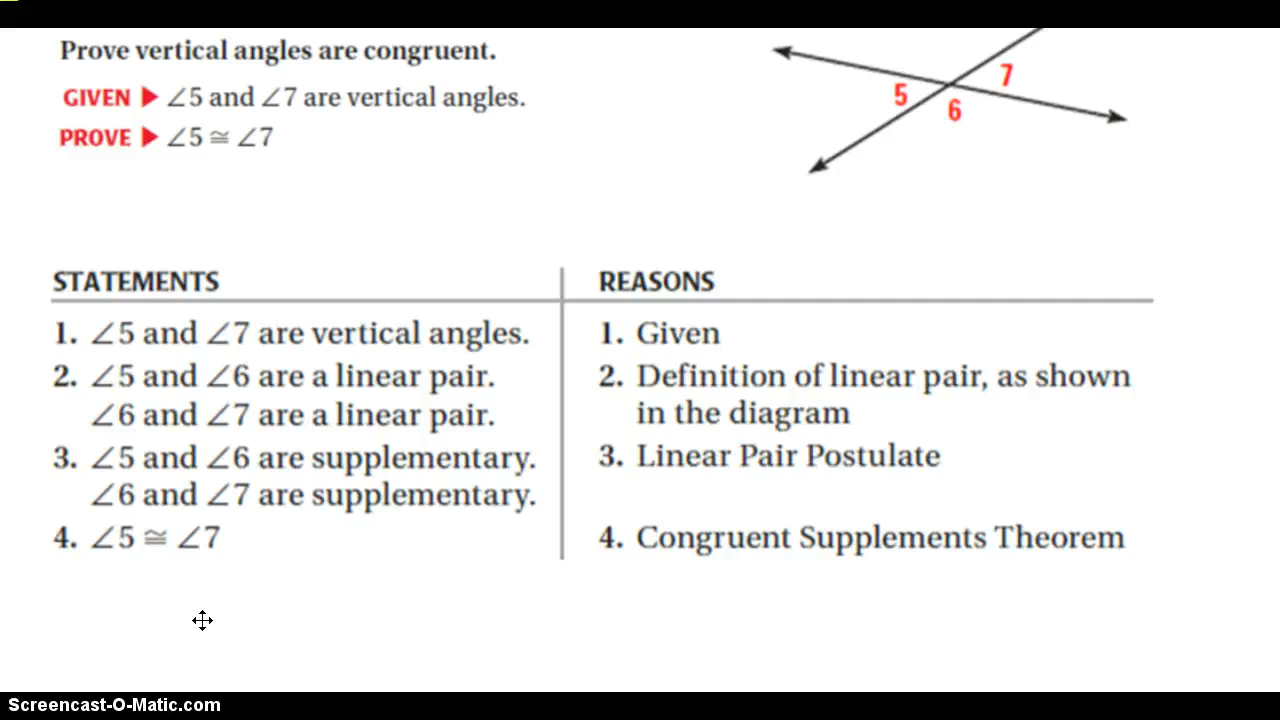 Prove vertical angles are congruent.
GIVEN ▶ ∠5 and ∠7 are vertical angles.
PROVE ▶ ∠5 ≅ ∠7
7
5
6
STATEMENTS
REASONS
1. ∠5 and ∠7 are vertical angles.
1. Given
2. ∠5 and ∠6 are a linear pair.
∠6 and ∠7 are a linear pair.
2. Definition of linear pair, as shown
in the diagram
3. ∠5 and ∠6 are supplementary.
∠6 and ∠7 are supplementary.
3. Linear Pair Postulate
4. ∠5 ≅ ∠7
4. Congruent Supplements Theorem
Screencast-O-Matic.com